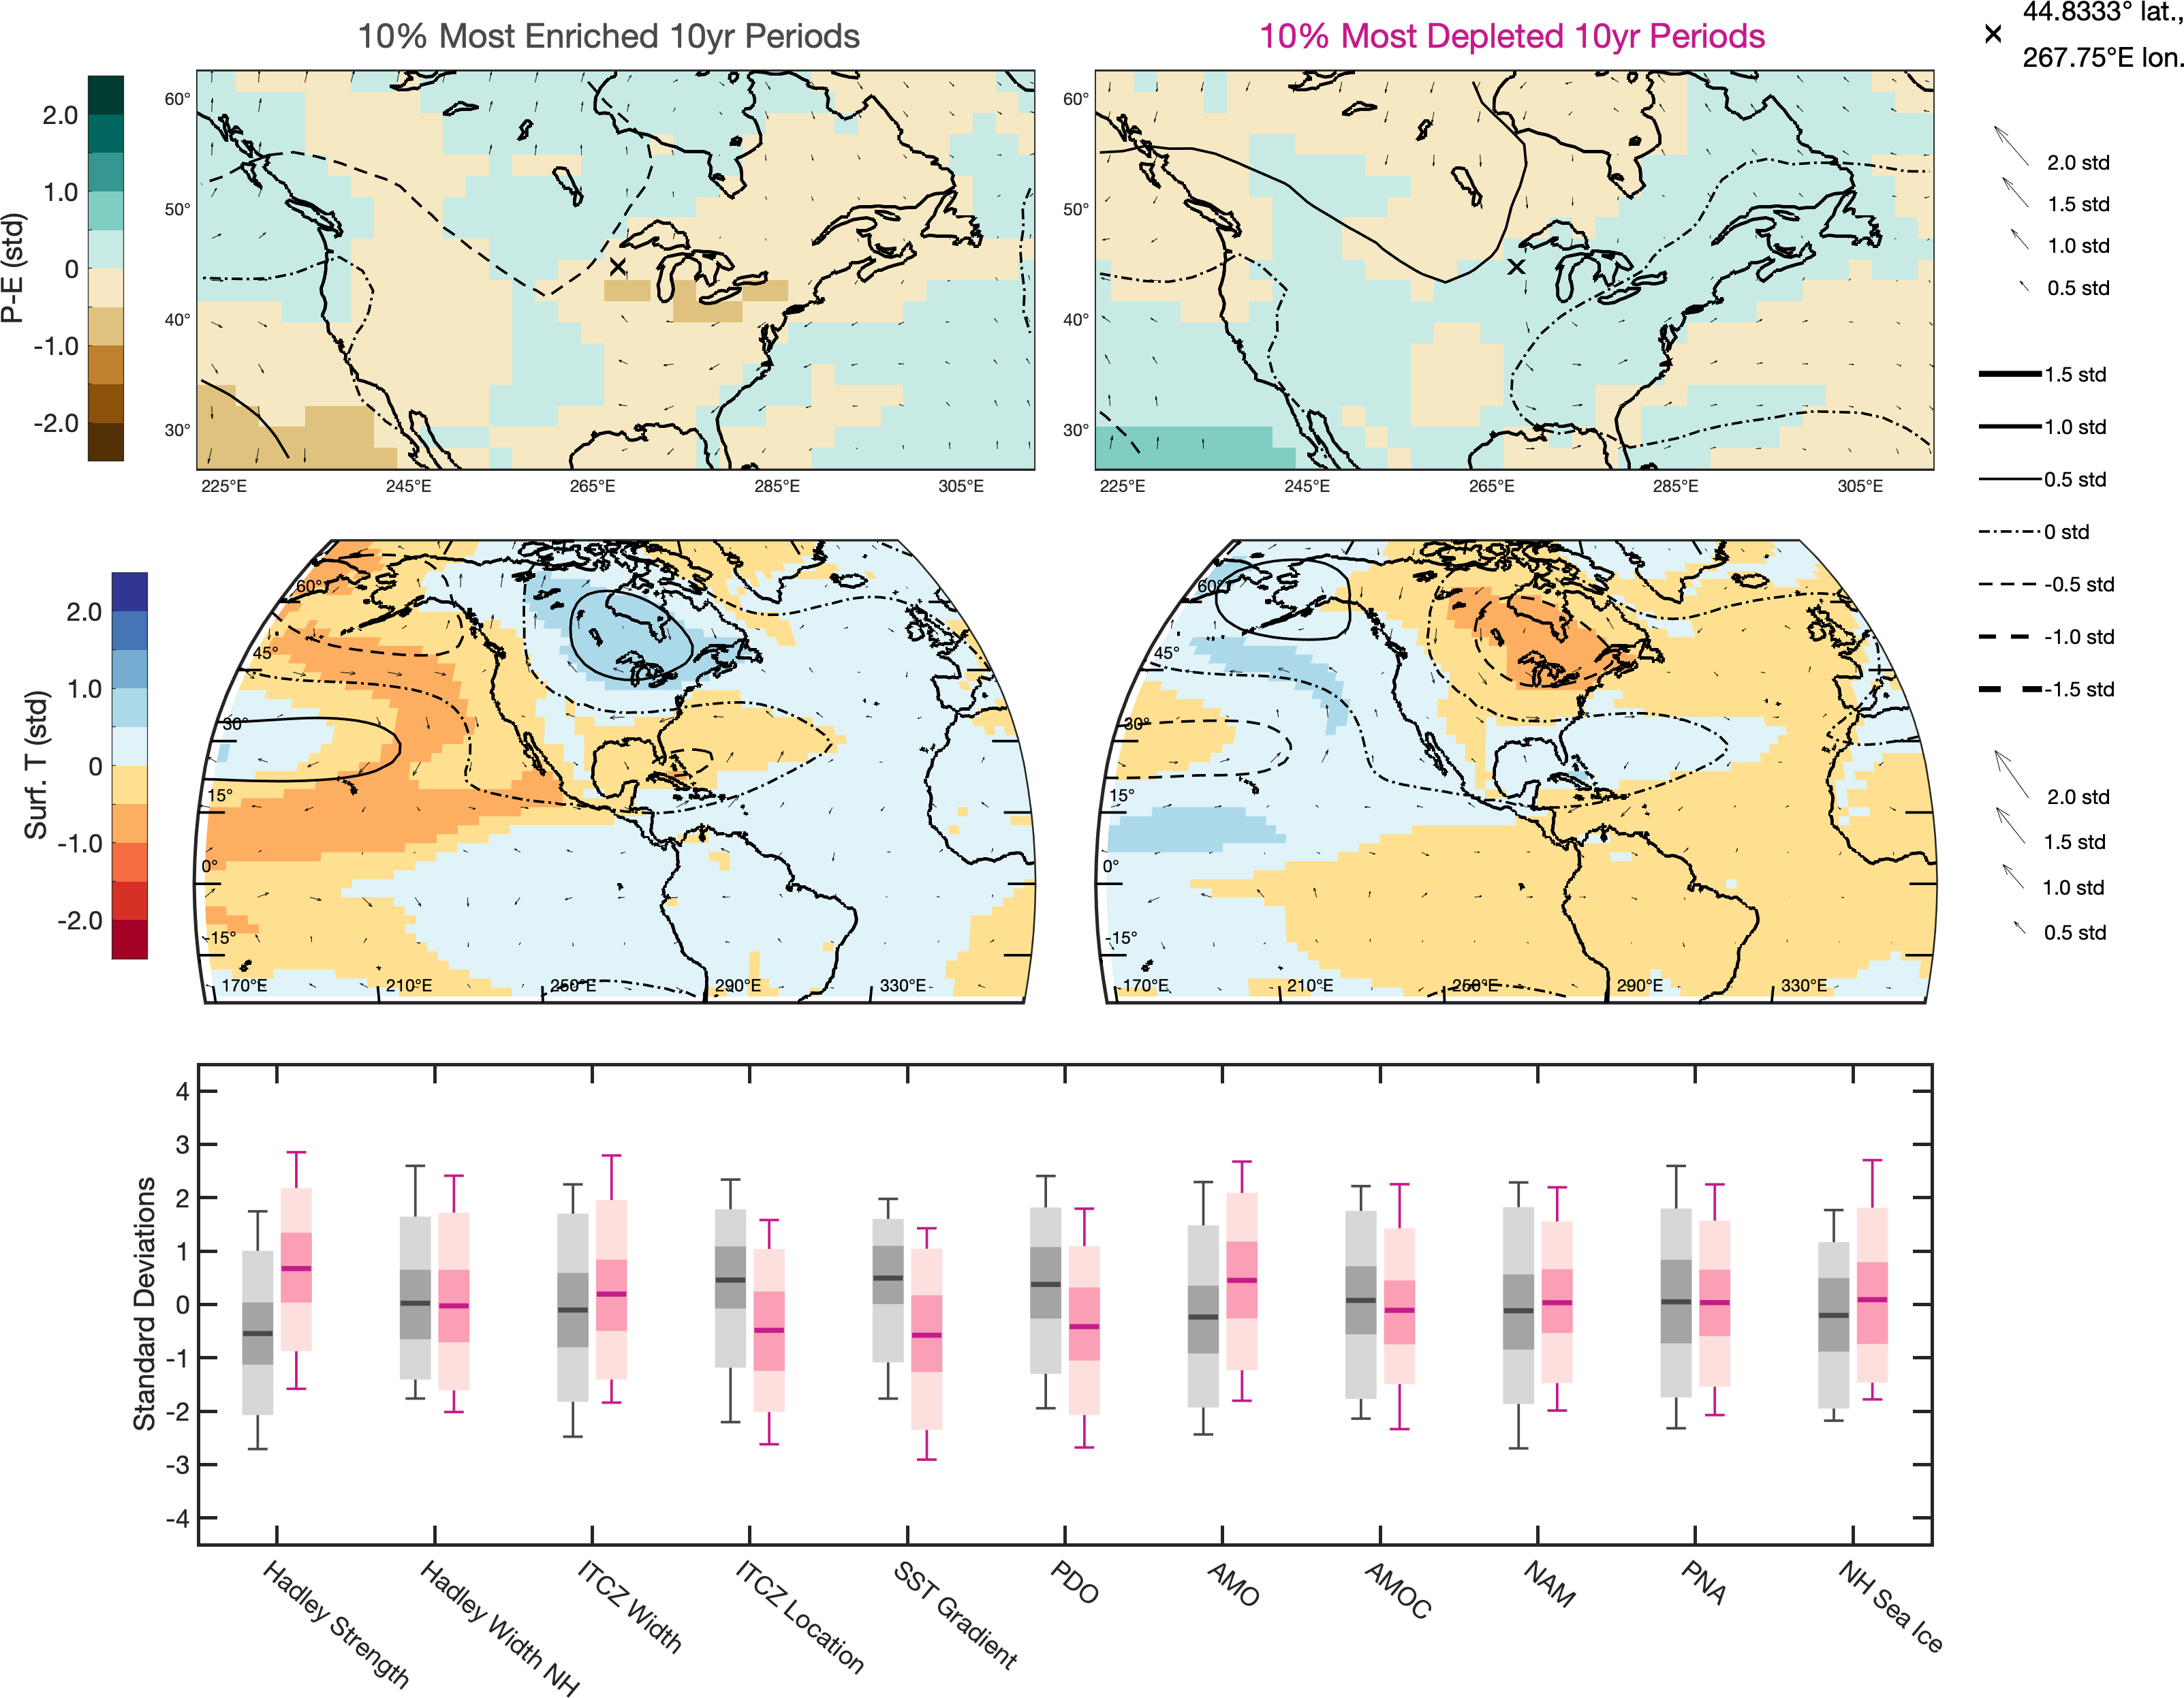 10% Most Enriched 10yr Periods
10% Most Depleted 10yr Periods
44.8333° lat.,
267.75°E lon.
P-E (std)
2.0
1.0
0
-1.0
-2.0
60°
50°
40°
30°
225°E 245°E 265°E 285°E 305°E
60°
50°
40°
30°
225°E 245°E 265°E 285°E 305°E
2.0 std
1.5 std
1.0 std
0.5 std
1.5 std
1.0 std
0.5 std
0 std
-0.5 std
-1.0 std
-1.5 std
Surf. T (std)
2.0
1.0
0
-1.0
-2.0
60°
45°
30°
15°
0°
-15°
170°E 210°E 250°E 290°E 330°E
60°
45°
30°
15°
0°
-15°
170°E 210°E 250°E 290°E 330°E
2.0 std
1.5 std
1.0 std
0.5 std
Standard Deviations
4
3
2
1
0
-1
-2
-3
-4
Hadley Strength
Hadley Width NH
ITCZ Width
ITCZ Location
SST Gradient
PDO
AMO
AMOC
NAM
PNA
NH Sea Ice